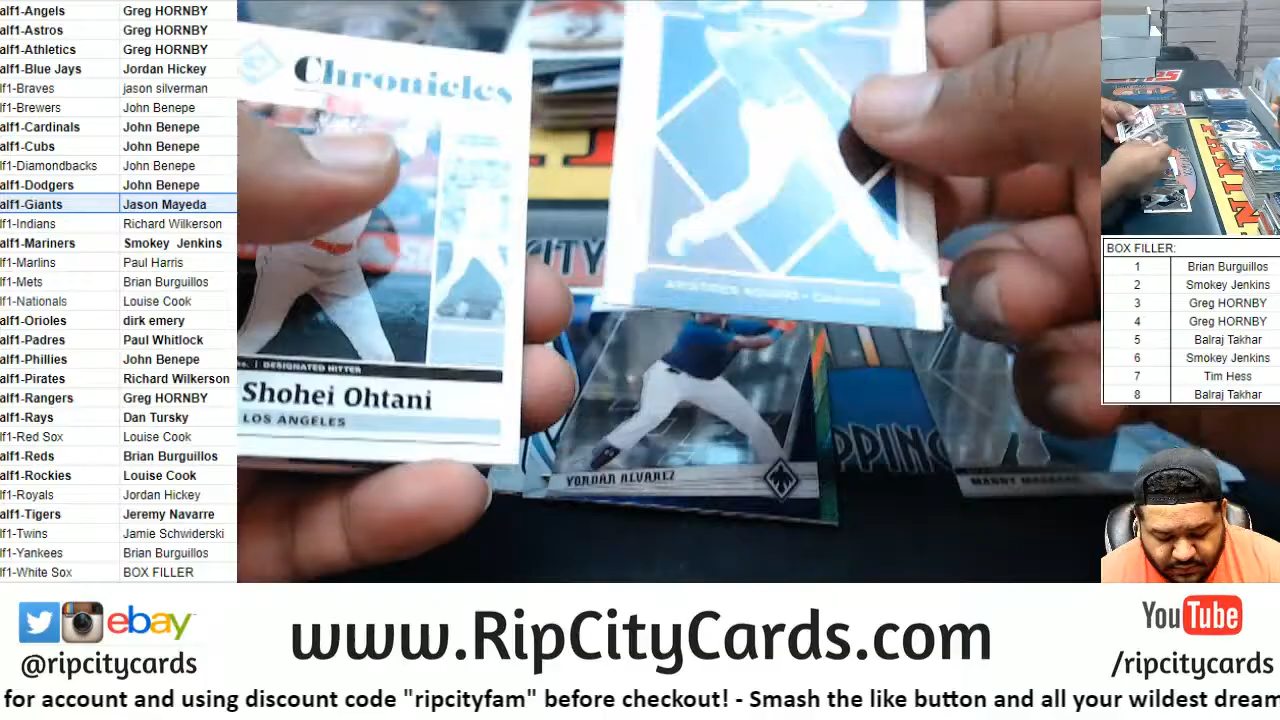 alf1-Angels Greg HORNBY
alf1-Astros Greg HORNBY
alf1-Athletics Greg HORNBY
alf1-Blue Jays Jordan Hickey
lf1-Braves jason silverman
lf1-Brewers John Benepe
alf1-Cardinals John Benepe
alf1-Cubs John Benepe
lf1-Diamondbacks John Benepe
alf1-Dodgers John Benepe
alf1-Giants Jason Mayeda
lf1-Indians Richard Wilkerson
alf1-Mariners Smokey Jenkins
lf1-Marlins Paul Harris
lf1-Mets Brian Burguillos
lf1-Nationals Louise Cook
alf1-Orioles dirk emery
alf1-Padres Paul Whitlock
alf1-Phillies John Benepe
alf1-Pirates Richard Wilkerson
alf1-Rangers Greg HORNBY
alf1-Rays Dan Tursky
lf1-Red Sox Louise Cook
alf1-Reds Brian Burguillos
alf1-Rockies Louise Cook
lf1-Royals Jordan Hickey
alf1-Tigers Jeremy Navarre
lf1-Twins Jamie Schwiderski
lf1-Yankees Brian Burguillos
lf1-White Sox BOX FILLER
Chronicles
DESIGNATED HITTER
Shohei Ohtani
LOS ANGELES
YORDAN ALVAREZ
PPING
BOX FILLER:
1 Brian Burguillos
2 Smokey Jenkins
3 Greg HORNBY
4 Greg HORNBY
5 Balraj Takhar
6 Smokey Jenkins
7 Tim Hess
8 Balraj Takhar
ebay
@ripcitycards
www.RipCityCards.com
YouTube
/ripcitycards
for account and using discount code "ripcityfam" before checkout! - Smash the like button and all your wildest dream